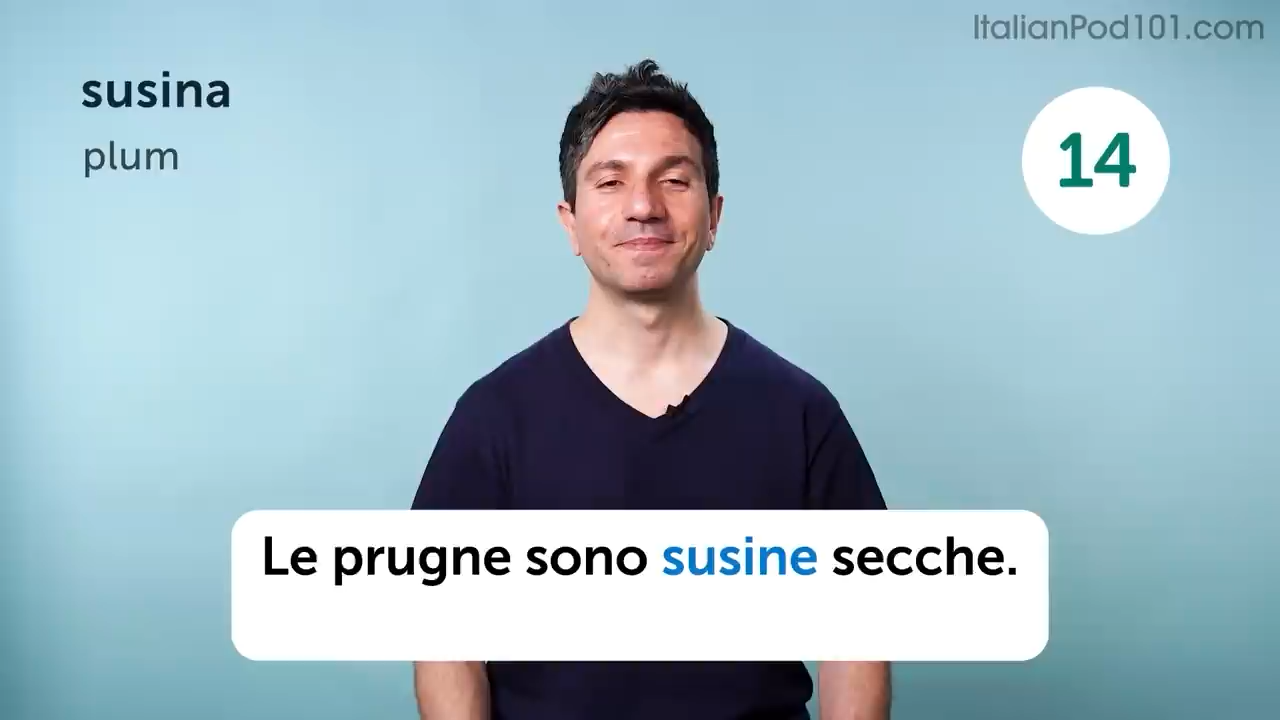 ItalianPod101.com
susina
plum
14
Le prugne sono susine secche.